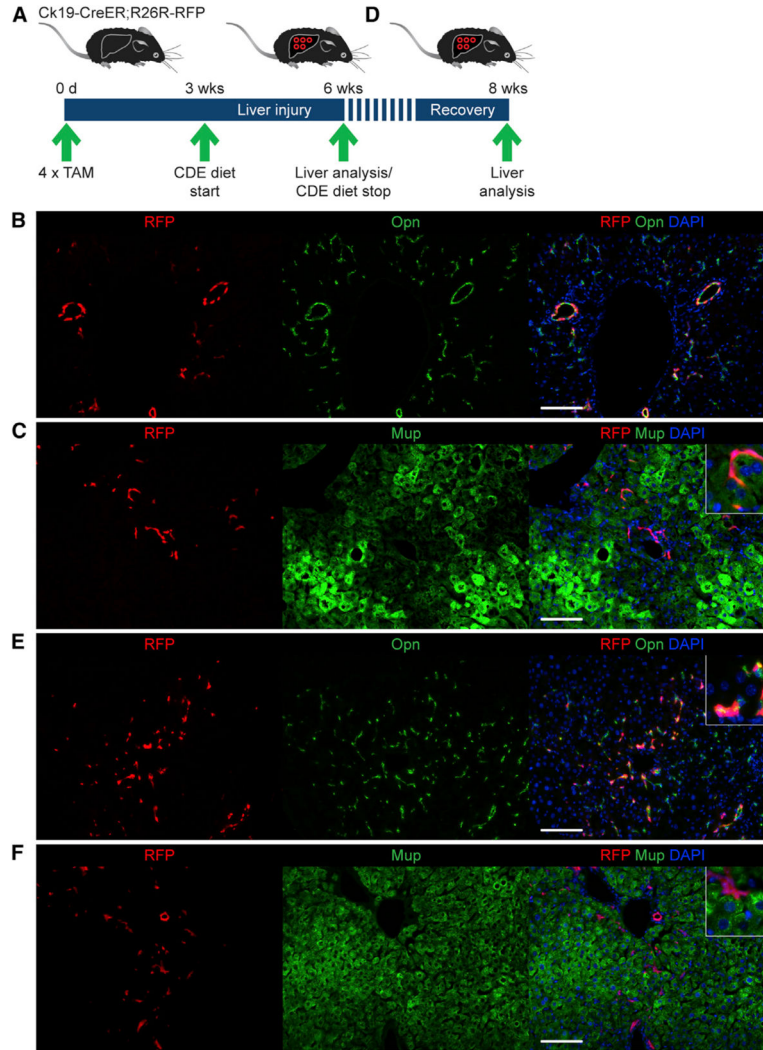 A Ck19-CreER;R26R-RFP D
0 d 3 wks 6 wks 8 wks
Liver injury Recovery
4 x TAM CDE diet start Liver analysis/ CDE diet stop Liver analysis
B RFP Opn RFP Opn DAPI
C RFP Mup RFP Mup DAPI
E RFP Opn RFP Opn DAPI
F RFP Mup RFP Mup DAPI